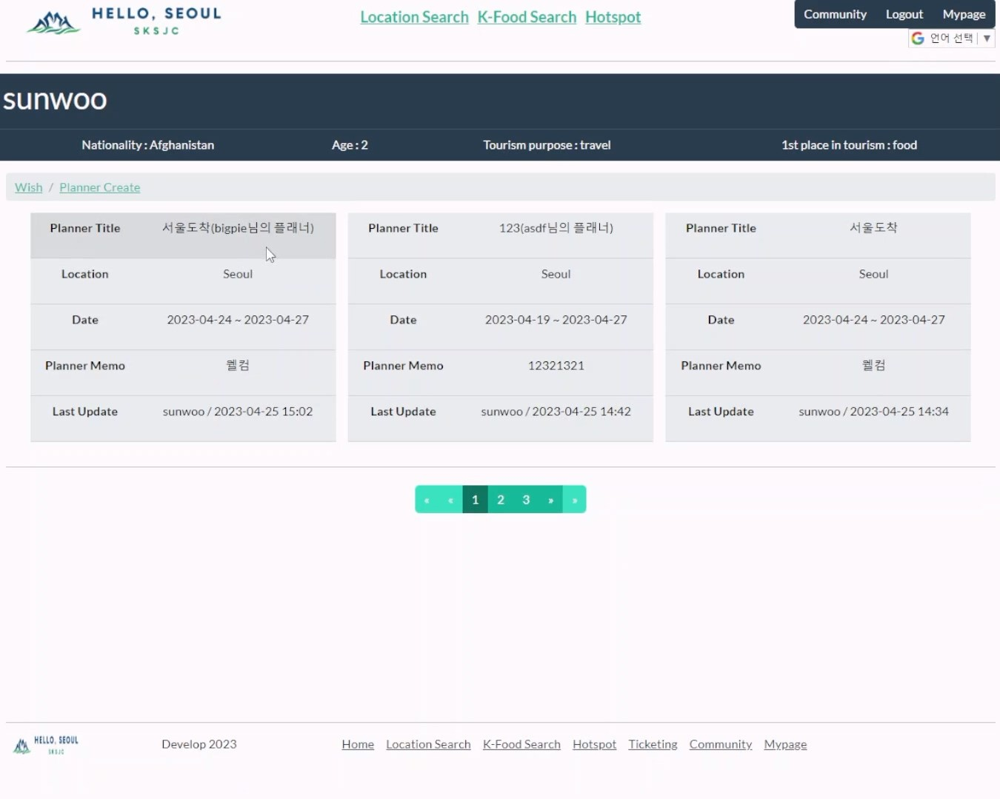 HELLO, SEOUL
SKSJC
Location Search K-Food Search Hotspot
Community Logout Mypage
언어 선택 ▼
sunwoo
Nationality : Afghanistan Age : 2 Tourism purpose : travel 1st place in tourism : food
Wish / Planner Create
Planner Title 서울도착(bigpie님의 플래너) Planner Title 123(asdf님의 플래너) Planner Title 서울도착
Location Seoul Location Seoul Location Seoul
Date 2023-04-24 ~ 2023-04-27 Date 2023-04-19 ~ 2023-04-27 Date 2023-04-24 ~ 2023-04-27
Planner Memo 웰컴 Planner Memo 12321321 Planner Memo 웰컴
Last Update sunwoo / 2023-04-25 15:02 Last Update sunwoo / 2023-04-25 14:42 Last Update sunwoo / 2023-04-25 14:34
« « 1 2 3 » »
HELLO, SEOUL
SKSJC
Develop 2023 Home Location Search K-Food Search Hotspot Ticketing Community Mypage